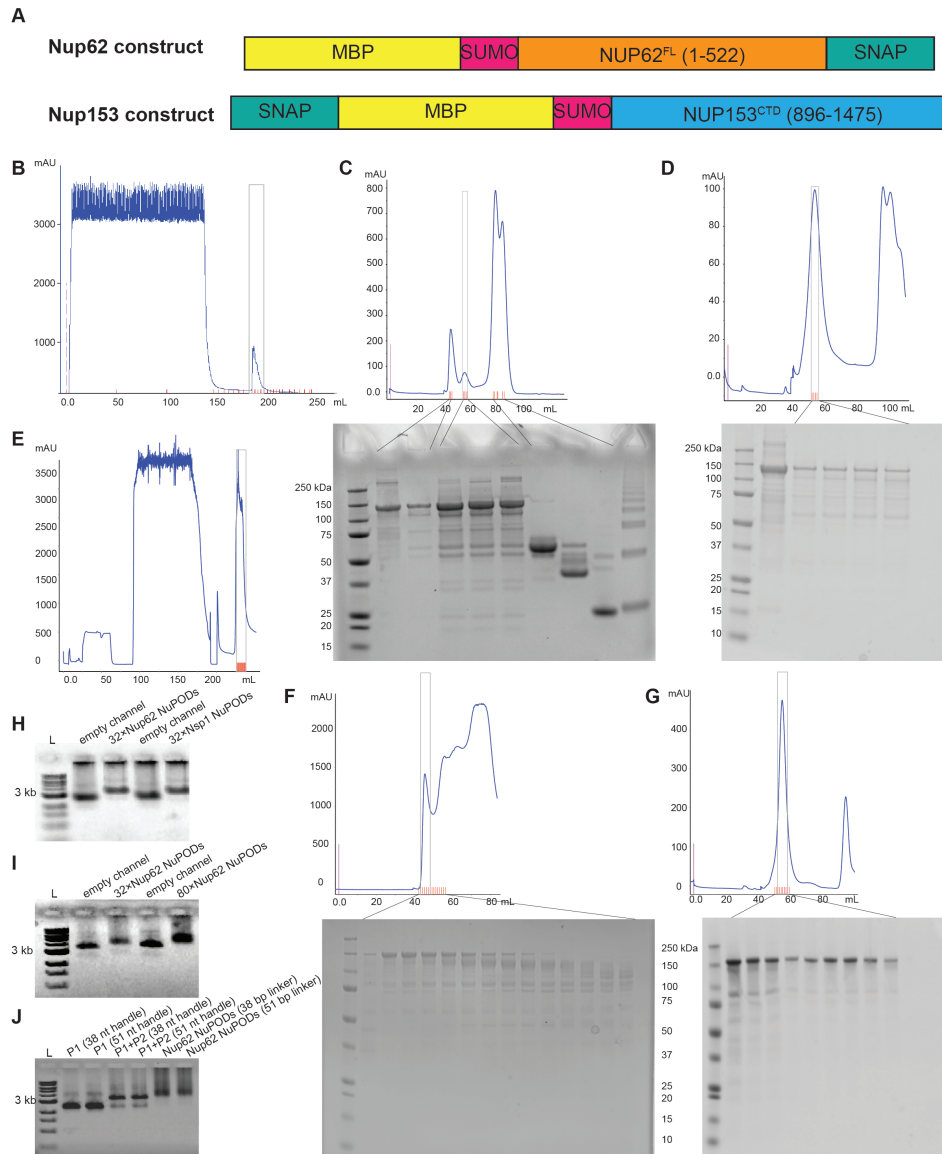 A
Nup62 construct
MBP
SUMO
NUP62FL (1-522)
SNAP
Nup153 construct
SNAP
MBP
SUMO
NUP153CTD (896-1475)
B
mAU
3000
2000
1000
0.0 50 100 150 200 250 mL
C
mAU
800
700
600
500
400
300
200
100
0
20 40 60 80 100 mL
250 kDa
150
100
75
50
37
25
20
15
D
mAU
100
80
60
40
20
0.0
20 40 60 80 100 mL
250 kDa
150
75
50
37
25
20
15
10
E
mAU
3500
3000
2500
2000
1500
1000
500
0
0.0 50 100 200 mL
F
mAU
2000
1500
1000
500
0
0.0 20 40 60 80 mL
G
mAU
400
300
200
100
0
0.0 20 40 60 80 mL
250 kDa
150
75
50
37
25
20
15
10
H
L
empty channel
32×Nup62 NuPODs
empty channel
32×Nsp1 NuPODs
3 kb
I
L
empty channel
32×Nup62 NuPODs
empty channel
80×Nup62 NuPODs
3 kb
J
L
P1 (38 nt handle)
P1 (51 nt handle)
P1+P2 (38 nt handle)
P1+P2 (51 nt handle)
Nup62 NuPODs (38 bp linker)
Nup62 NuPODs (51 bp linker)
3 kb